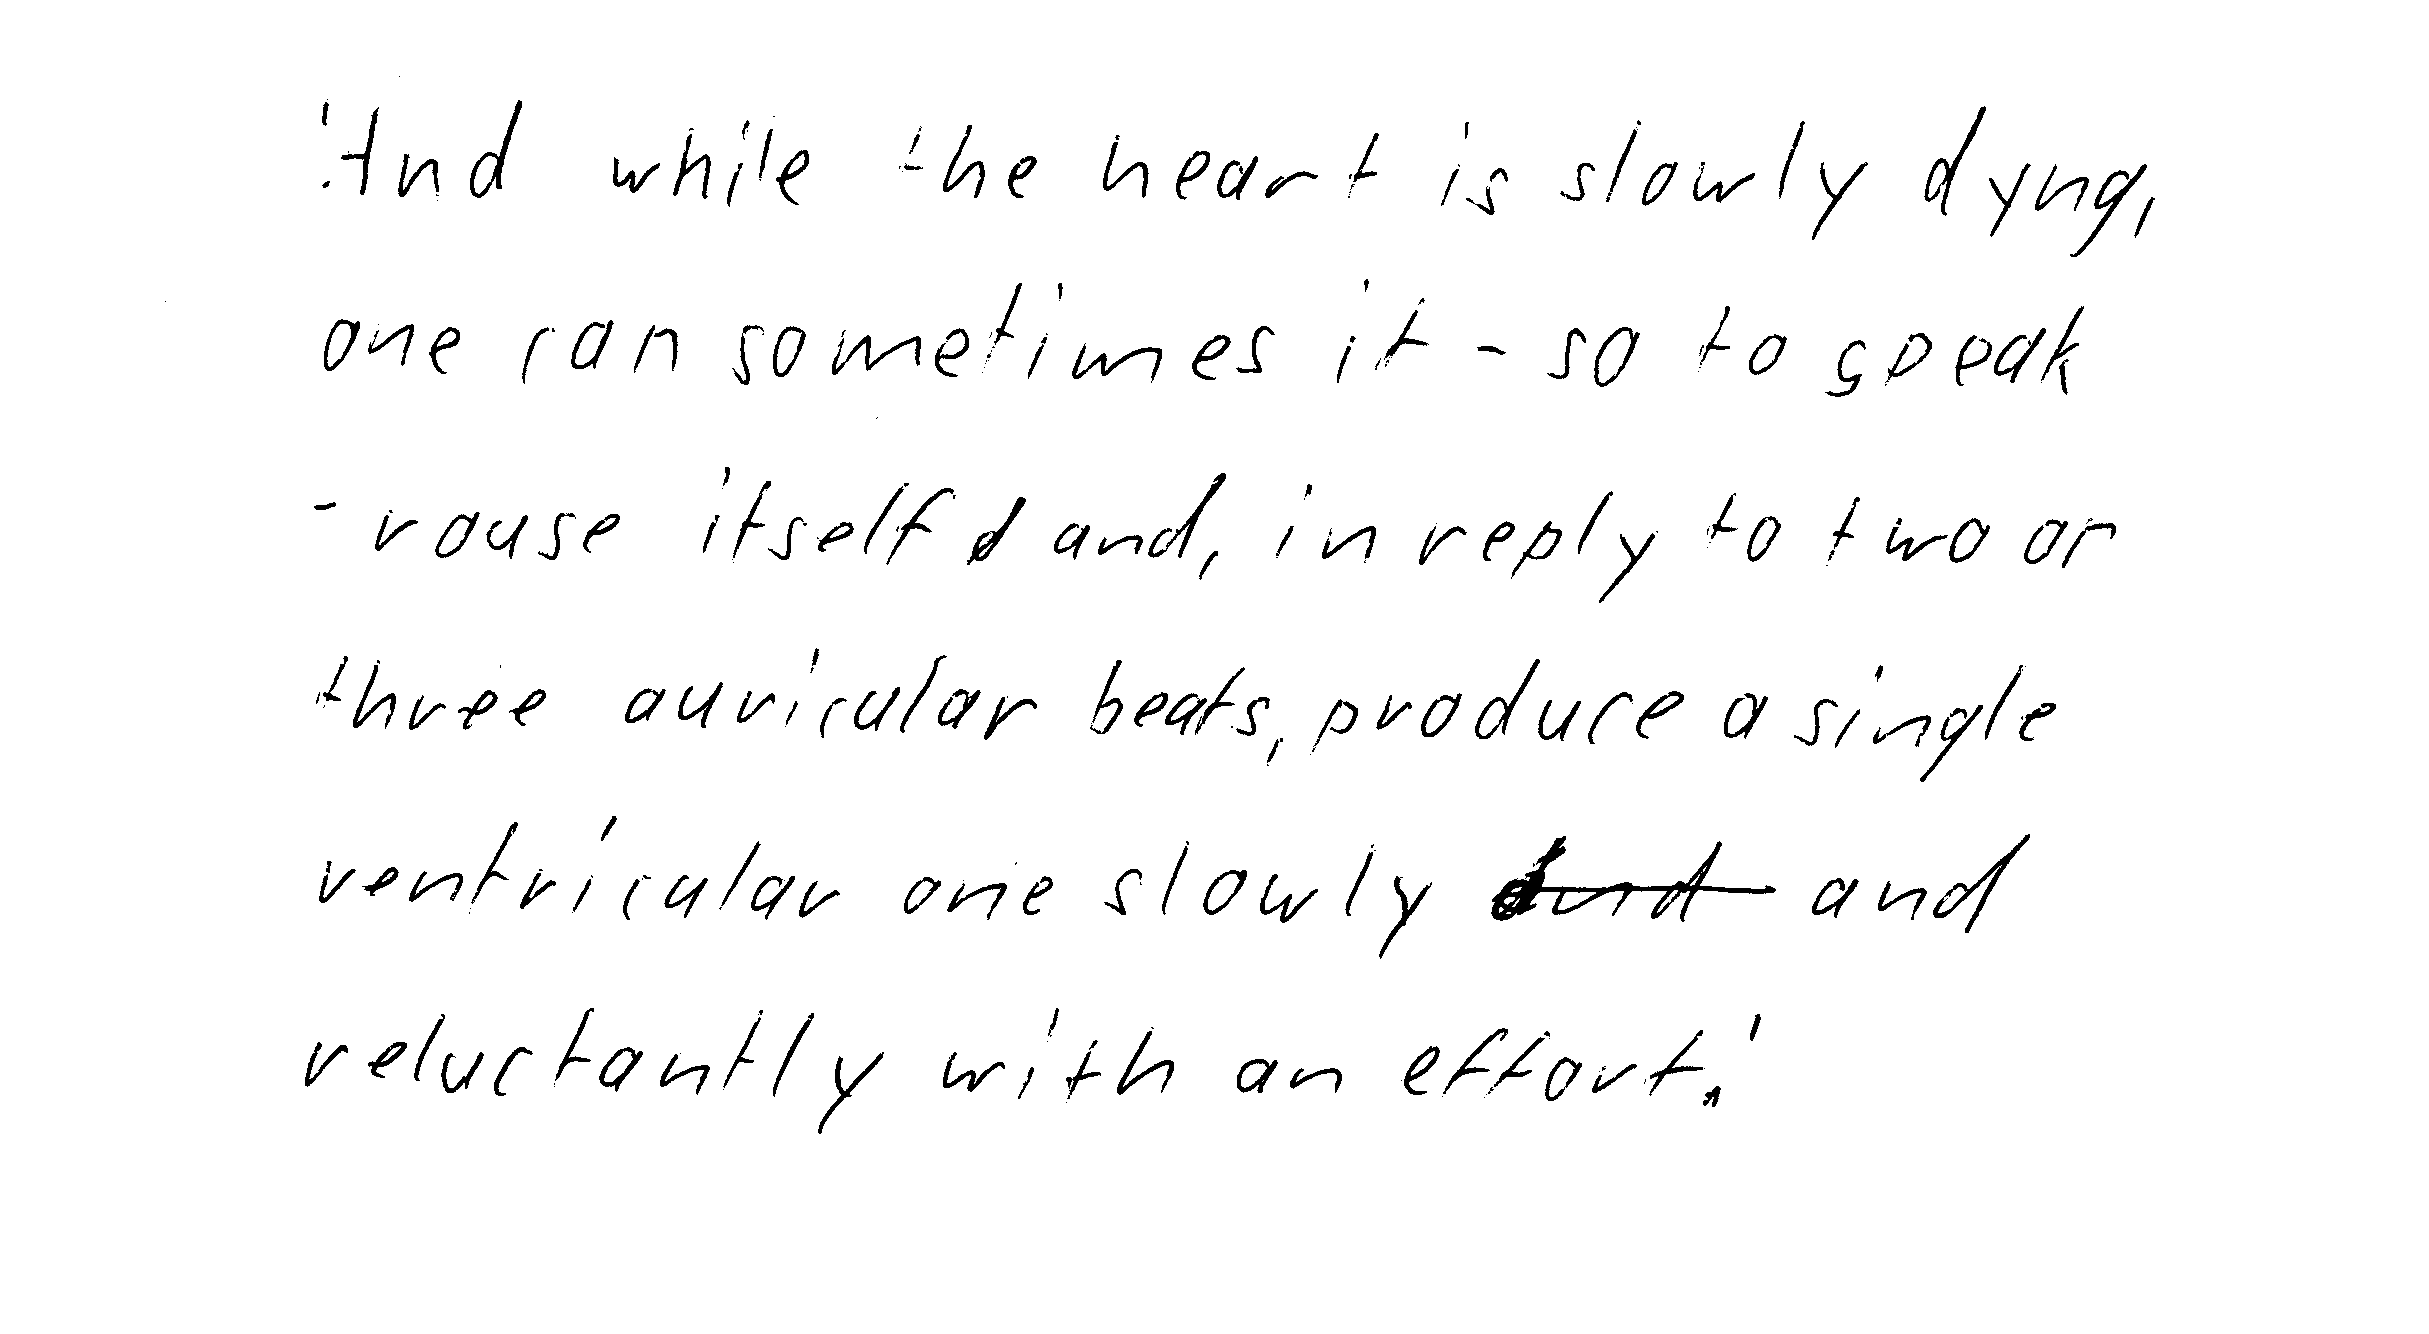 'And while the heart is slowly dyng,
one can sometimes it - so to speak
- rouse itself and, in reply to two or
three auricular beats, produce a single
ventricular one slowly and
reluctantly with an effort.'